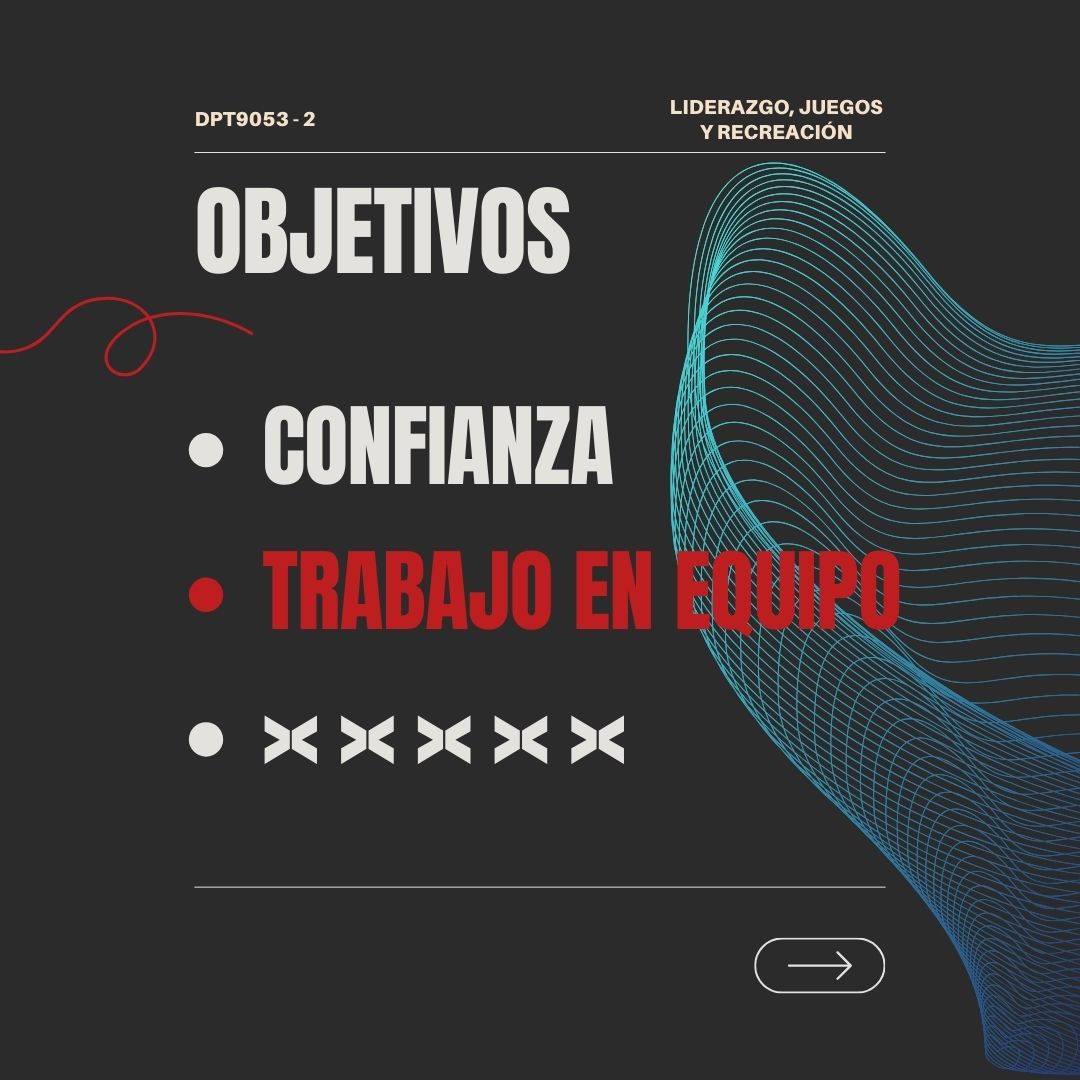 DPT9053 - 2
LIDERAZGO, JUEGOS
Y RECREACIÓN
OBJETIVOS
• CONFIANZA
• TRABAJO EN EQUIPO
• X X X X X